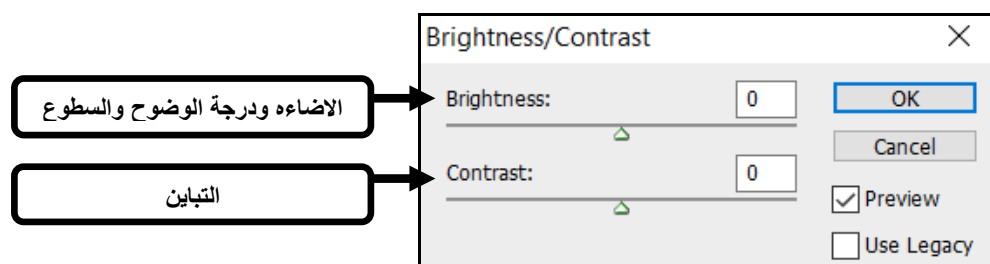 Brightness/Contrast
الاضاءه ودرجة الوضوح والسطوع
Brightness: 0
OK
Cancel
التباين
Contrast: 0
Preview
Use Legacy